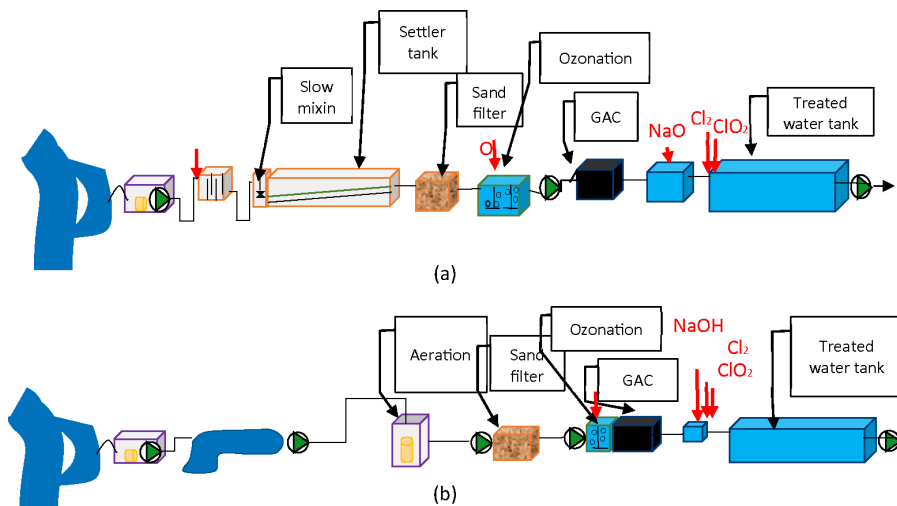 Settler
tank
Ozonation
Slow
mixin
Sand
filter
GAC
Treated
water tank
O
NaO
Cl₂
ClO₂
(a)
Aeration
Sand
filter
Ozonation
GAC
NaOH
Cl₂
ClO₂
Treated
water tank
(b)